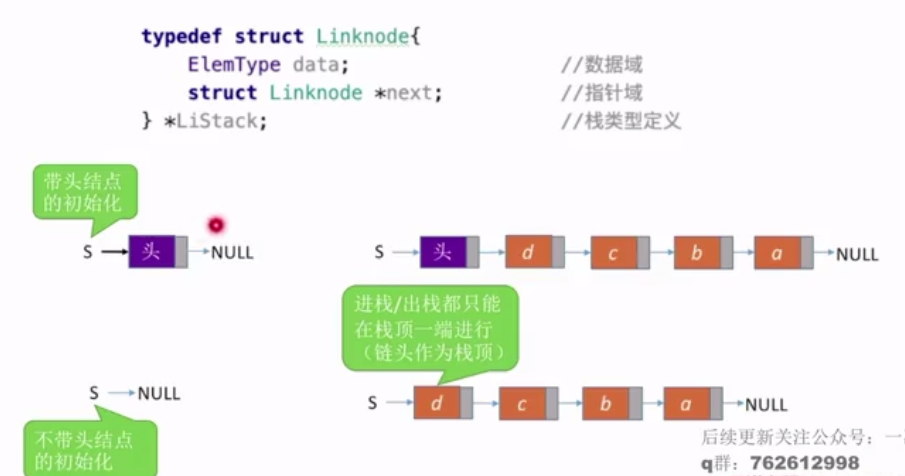 typedef struct Linknode{
ElemType data; //数据域
struct Linknode *next; //指针域
} *LiStack; //栈类型定义
带头结点
的初始化
S 头 NULL
S 头 d c b a NULL
进栈/出栈都只能
在栈顶一端进行
（链头作为栈顶）
S NULL
S d c b a NULL
不带头结点
的初始化
后续更新关注公众号：一
q群：762612998